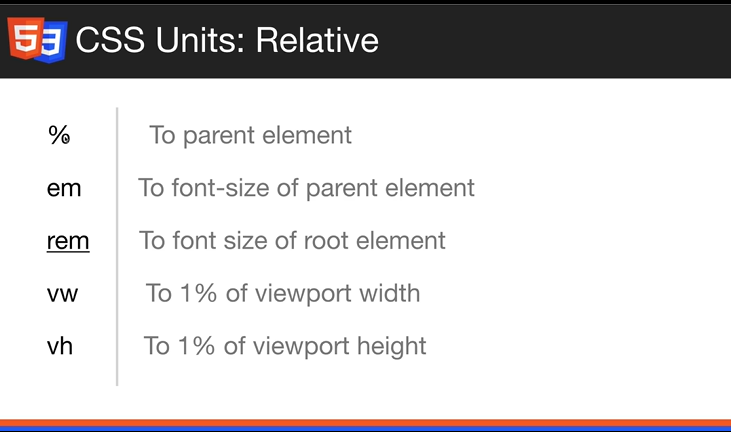 5 3 CSS Units: Relative
% To parent element
em To font-size of parent element
rem To font size of root element
vw To 1% of viewport width
vh To 1% of viewport height